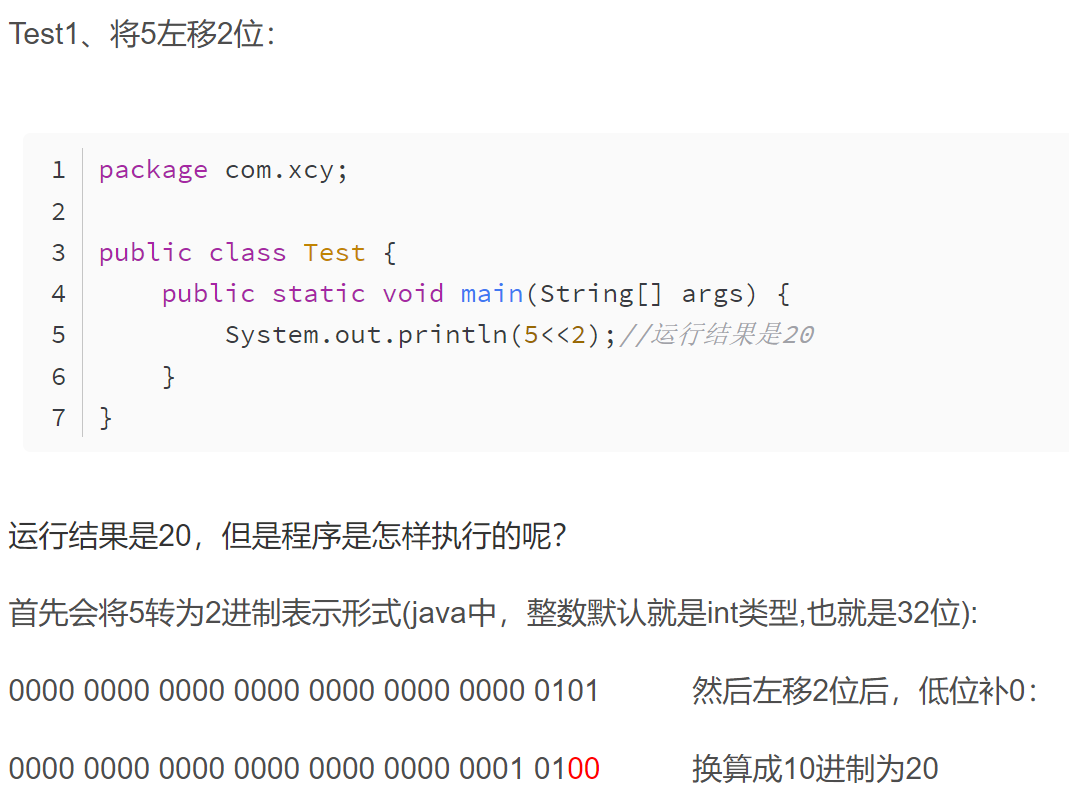 Test1、将5左移2位：
1 package com.xcy;
2
3 public class Test {
4     public static void main(String[] args) {
5         System.out.println(5<<2);//运行结果是20
6     }
7 }
运行结果是20，但是程序是怎样执行的呢？
首先会将5转为2进制表示形式(java中，整数默认就是int类型,也就是32位):
0000 0000 0000 0000 0000 0000 0000 0101 然后左移2位后，低位补0：
0000 0000 0000 0000 0000 0000 0001 0100 换算成10进制为20